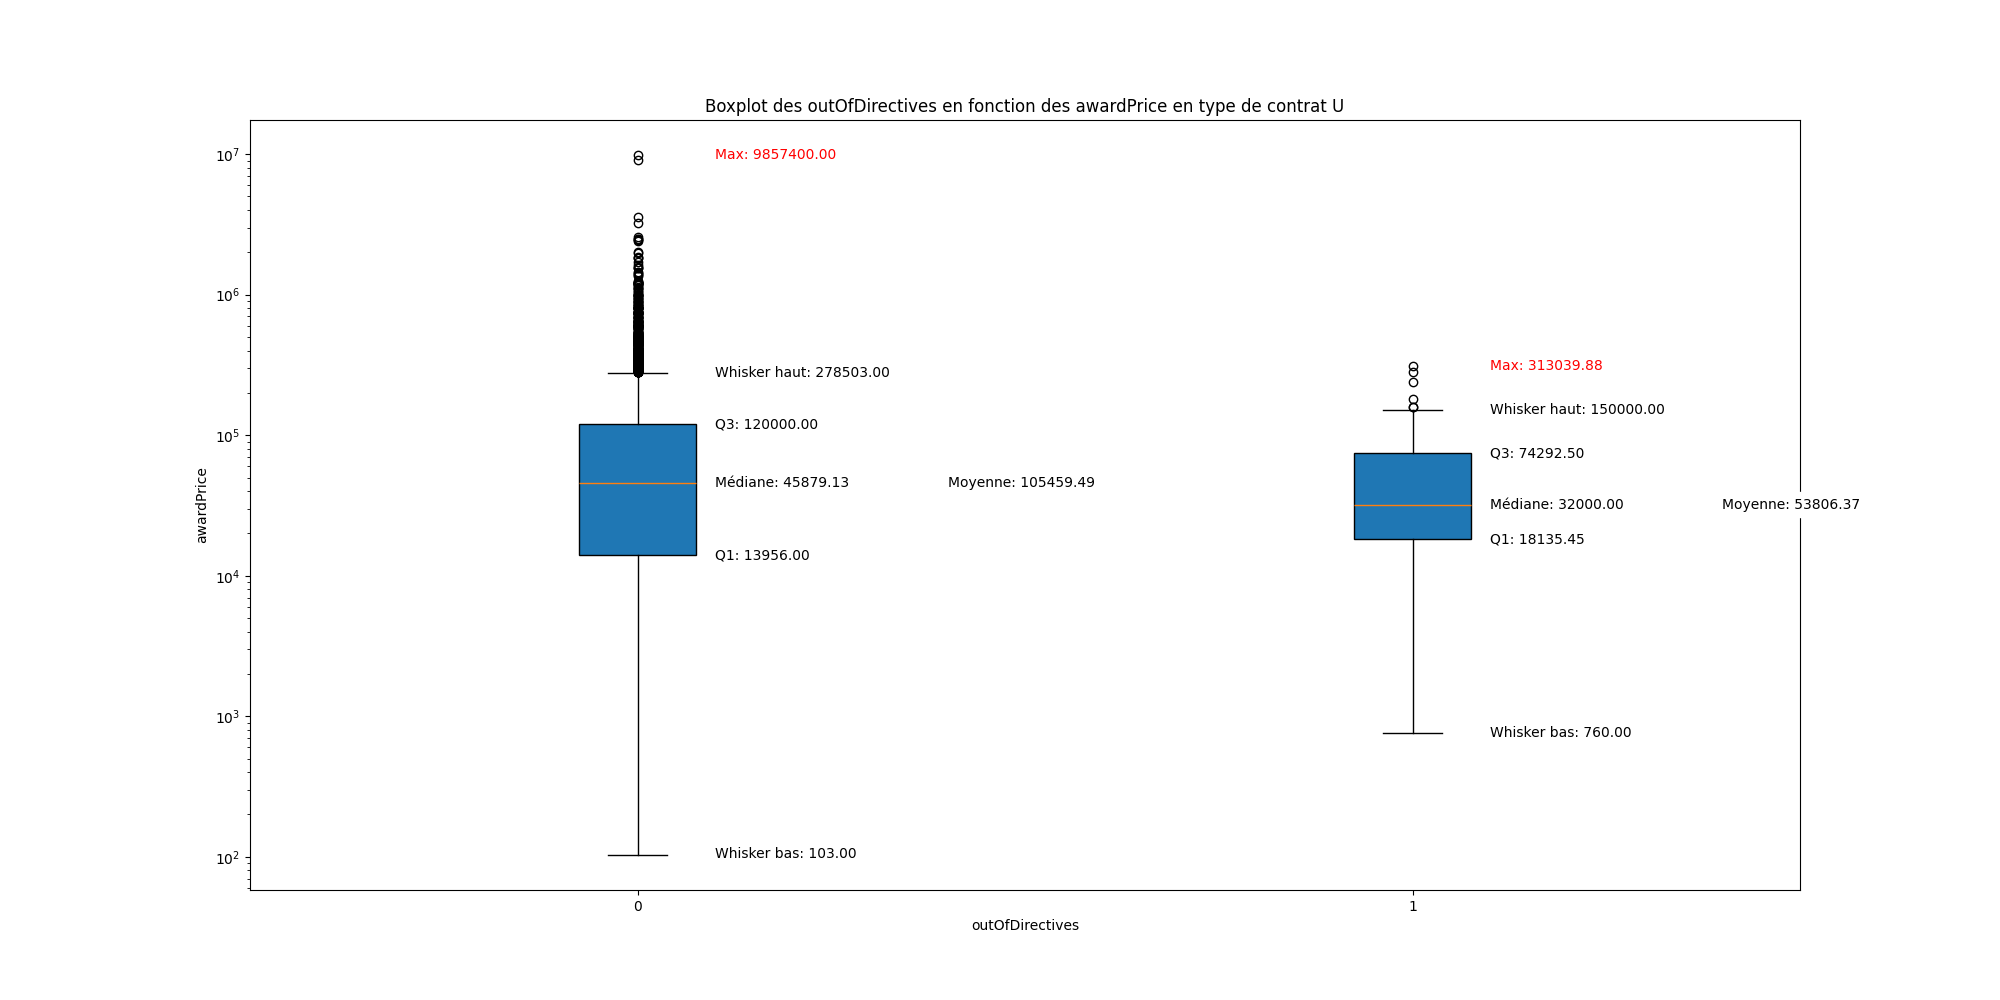 Boxplot des outOfDirectives en fonction des awardPrice en type de contrat U
10⁷
10⁶
10⁵
10⁴
10³
10²
awardPrice
Max: 9857400.00
Whisker haut: 278503.00
Q3: 120000.00
Médiane: 45879.13
Moyenne: 105459.49
Q1: 13956.00
Whisker bas: 103.00
Max: 313039.88
Whisker haut: 150000.00
Q3: 74292.50
Médiane: 32000.00
Moyenne: 53806.37
Q1: 18135.45
Whisker bas: 760.00
0
1
outOfDirectives